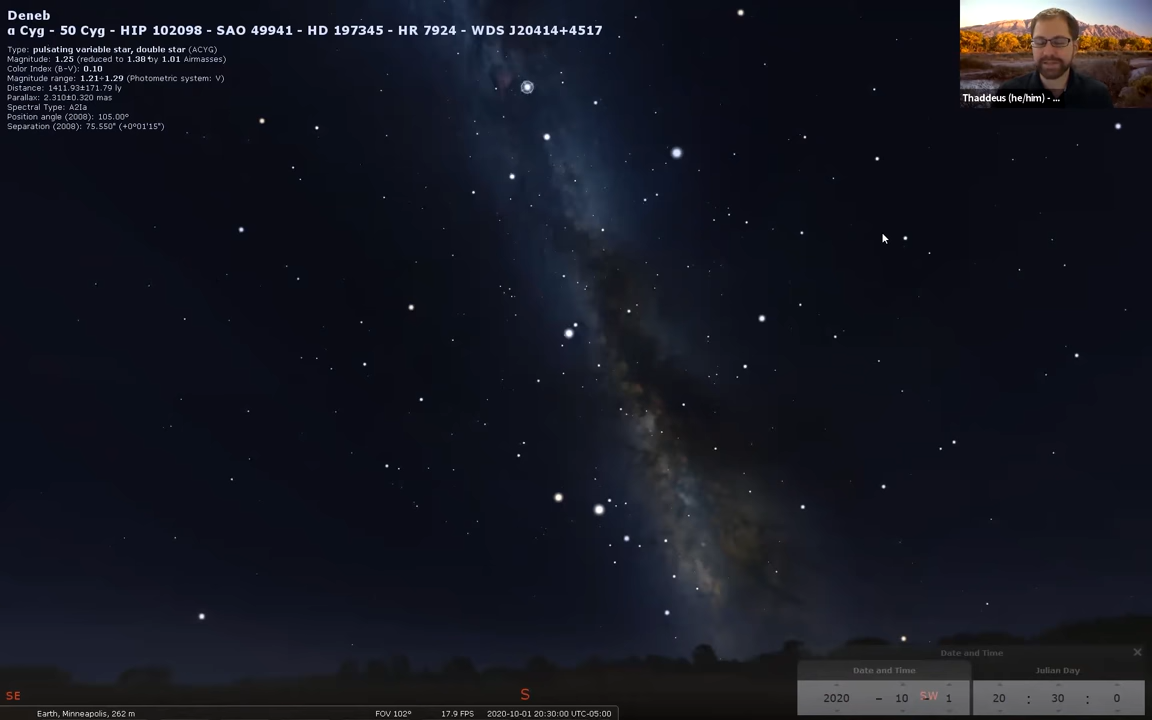 Deneb
α Cyg - 50 Cyg - HIP 102098 - SAO 49941 - HD 197345 - HR 7924 - WDS J20414+4517
Type: pulsating variable star, double star (ACYG)
Magnitude: 1.25 (reduced to 1.38 by 1.01 Airmasses)
Color Index (B-V): 0.10
Magnitude range: 1.21÷1.29 (Photometric system: V)
Distance: 1411.93±171.79 ly
Parallax: 2.310±0.320 mas
Spectral Type: A2Ia
Position angle (2008): 105.00°
Separation (2008): 75.550" (+0°01'15")
Thaddeus (he/him) - ...
Date and Time
Date and Time
Julian Day
2020 - 10 - 1 20 : 30 : 0
SE
S
SW
Earth, Minneapolis, 262 m
FOV 102°
17.9 FPS
2020-10-01 20:30:00 UTC-05:00